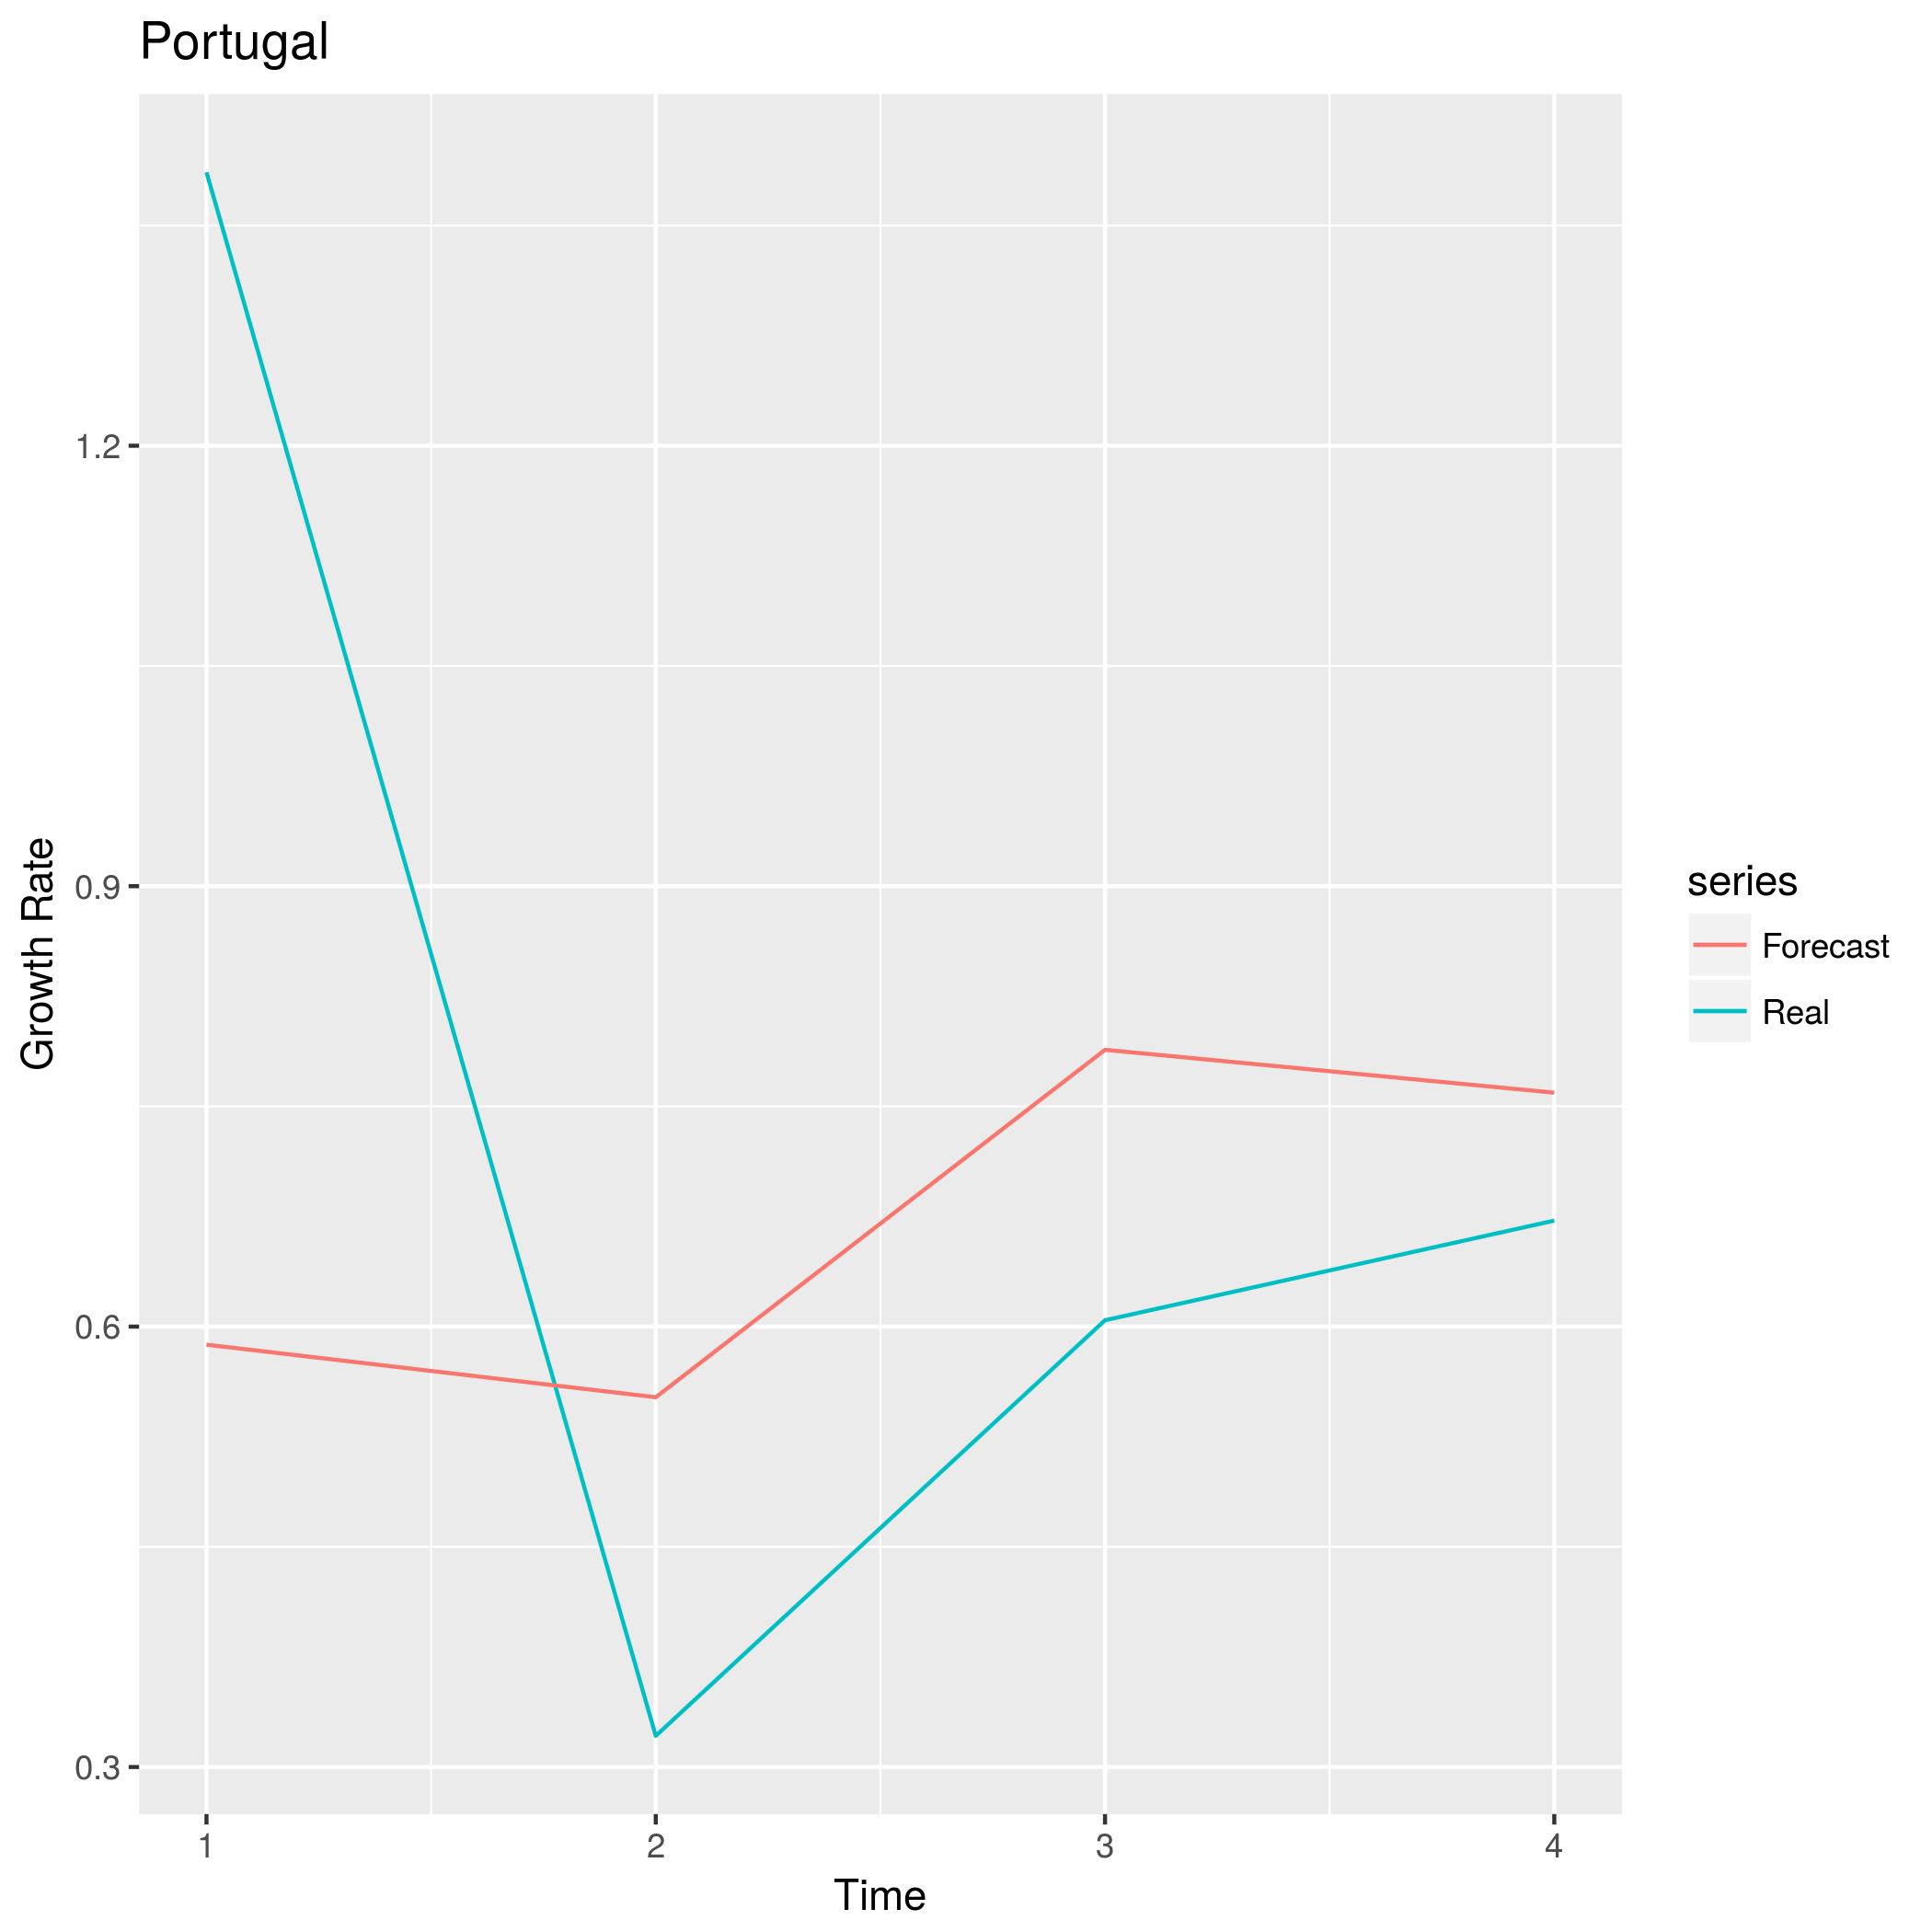 Portugal
Growth Rate
1.2
0.9
0.6
0.3
1 2 3 4
Time
series
Forecast
Real